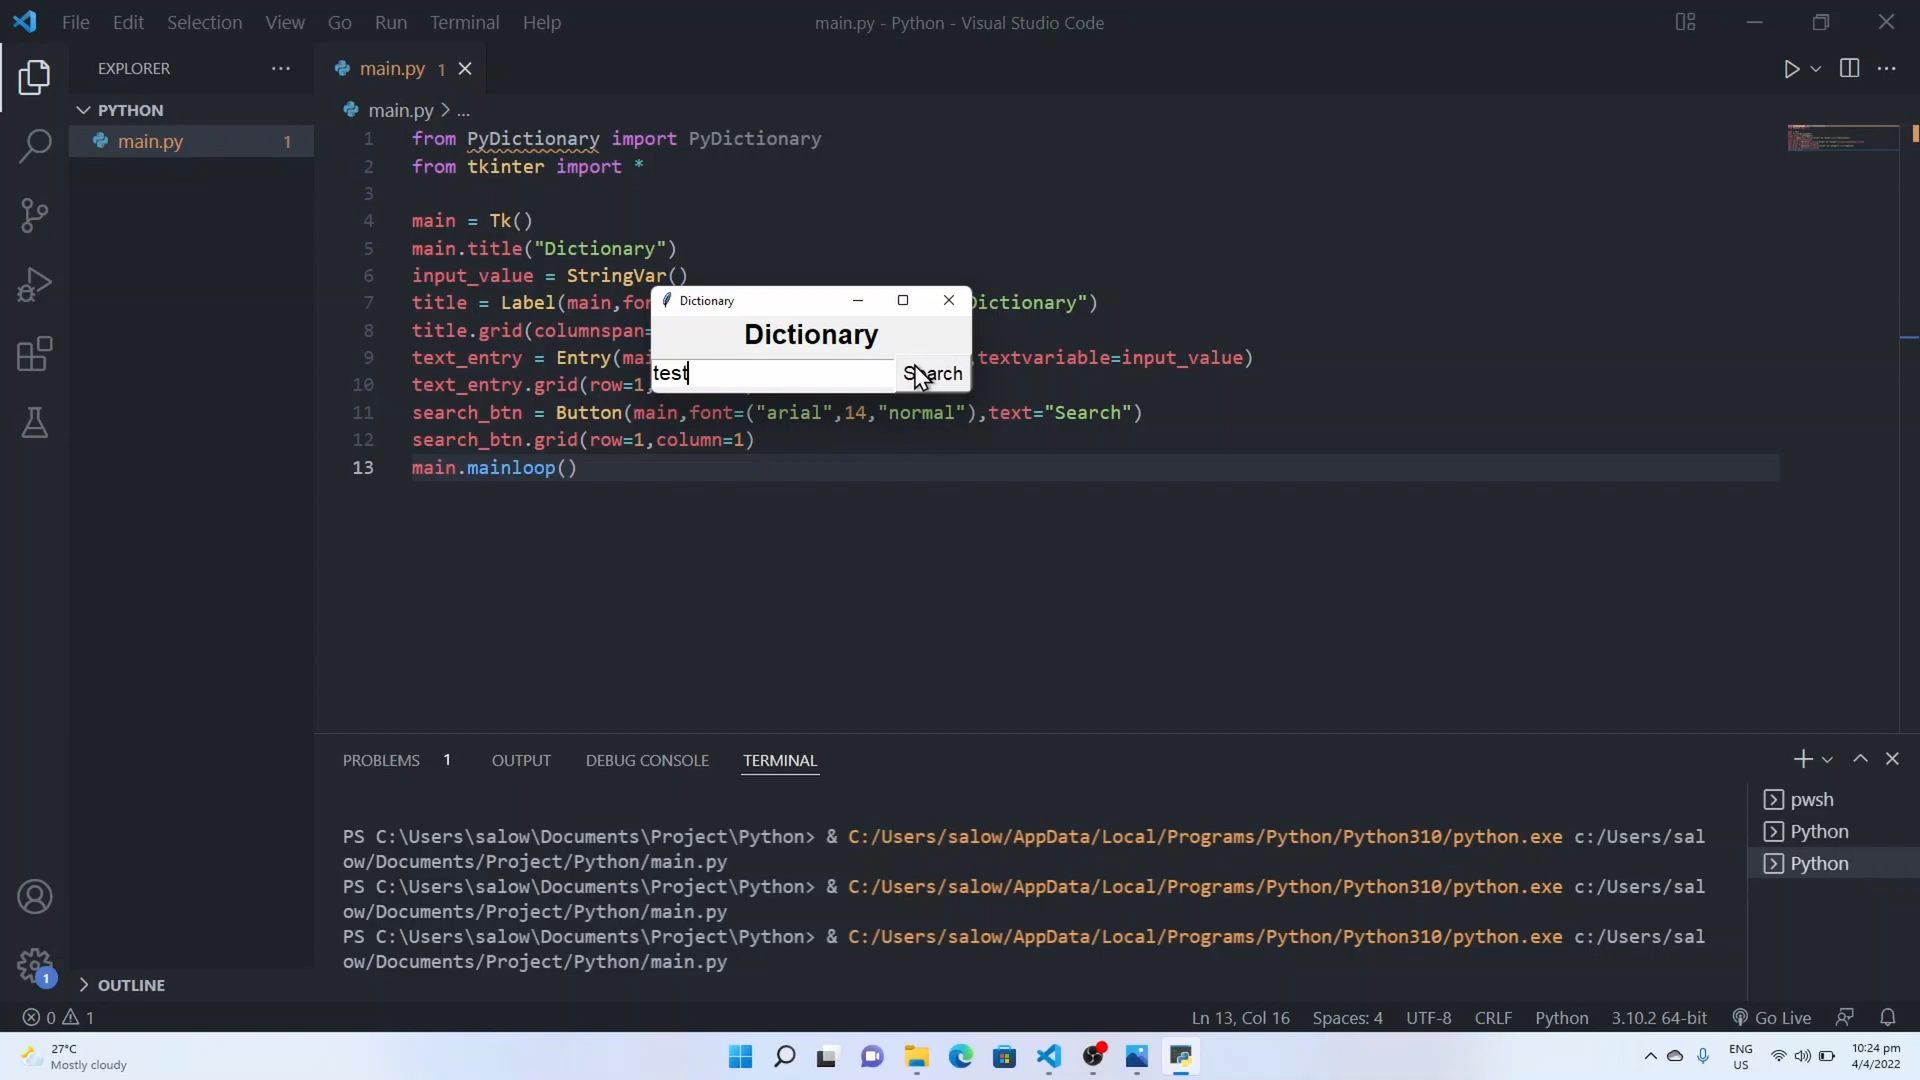 File Edit Selection View Go Run Terminal Help
main.py - Python - Visual Studio Code
EXPLORER
PYTHON
main.py 1
OUTLINE
main.py 1
main.py > ...
1 from PyDictionary import PyDictionary
2 from tkinter import *
3
4 main = Tk()
5 main.title("Dictionary")
6 input_value = StringVar()
7 title = Label(main,fon Dictionary")
8 title.grid(columnspan=
9 text_entry = Entry(mai ,textvariable=input_value)
10 text_entry.grid(row=1,
11 search_btn = Button(main,font=("arial",14,"normal"),text="Search")
12 search_btn.grid(row=1,column=1)
13 main.mainloop()
Dictionary
Dictionary
test
Search
PROBLEMS 1 OUTPUT DEBUG CONSOLE TERMINAL
PS C:\Users\salow\Documents\Project\Python> & C:/Users/salow/AppData/Local/Programs/Python/Python310/python.exe c:/Users/sal
ow/Documents/Project/Python/main.py
PS C:\Users\salow\Documents\Project\Python> & C:/Users/salow/AppData/Local/Programs/Python/Python310/python.exe c:/Users/sal
ow/Documents/Project/Python/main.py
PS C:\Users\salow\Documents\Project\Python> & C:/Users/salow/AppData/Local/Programs/Python/Python310/python.exe c:/Users/sal
ow/Documents/Project/Python/main.py
pwsh
Python
Python
1
0 1
Ln 13, Col 16 Spaces: 4 UTF-8 CRLF Python 3.10.2 64-bit Go Live
27°C
Mostly cloudy
ENG
US
10:24 pm
4/4/2022